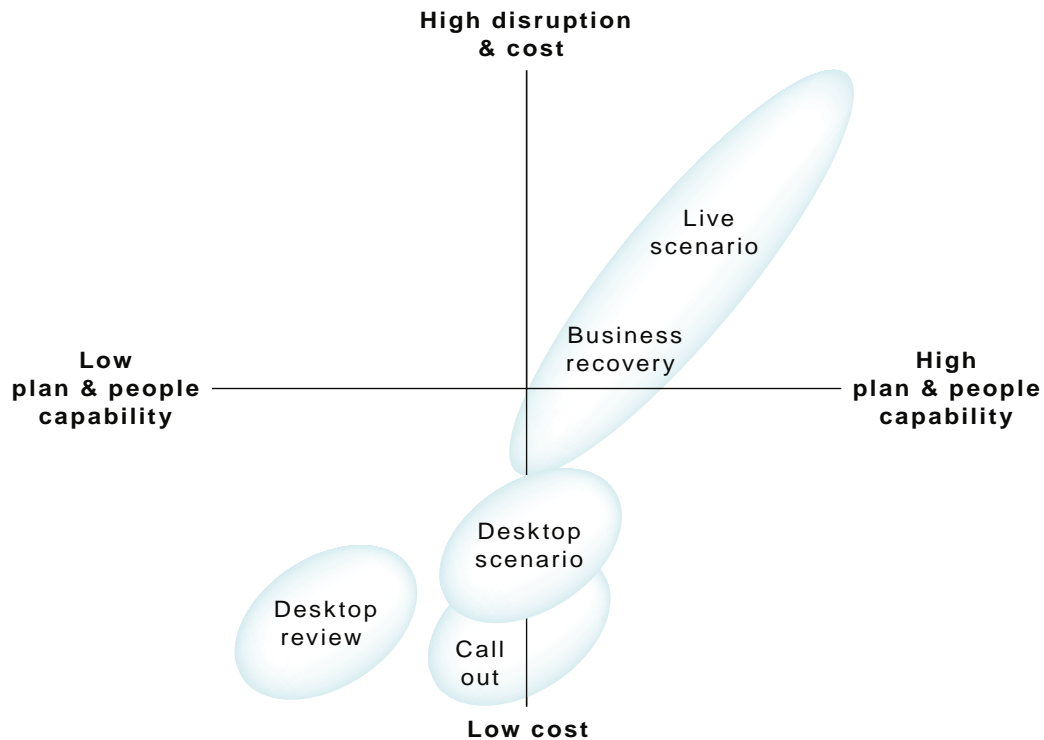 High disruption
& cost
Live
scenario
Business
recovery
Low
plan & people
capability
High
plan & people
capability
Desktop
scenario
Desktop
review
Call
out
Low cost